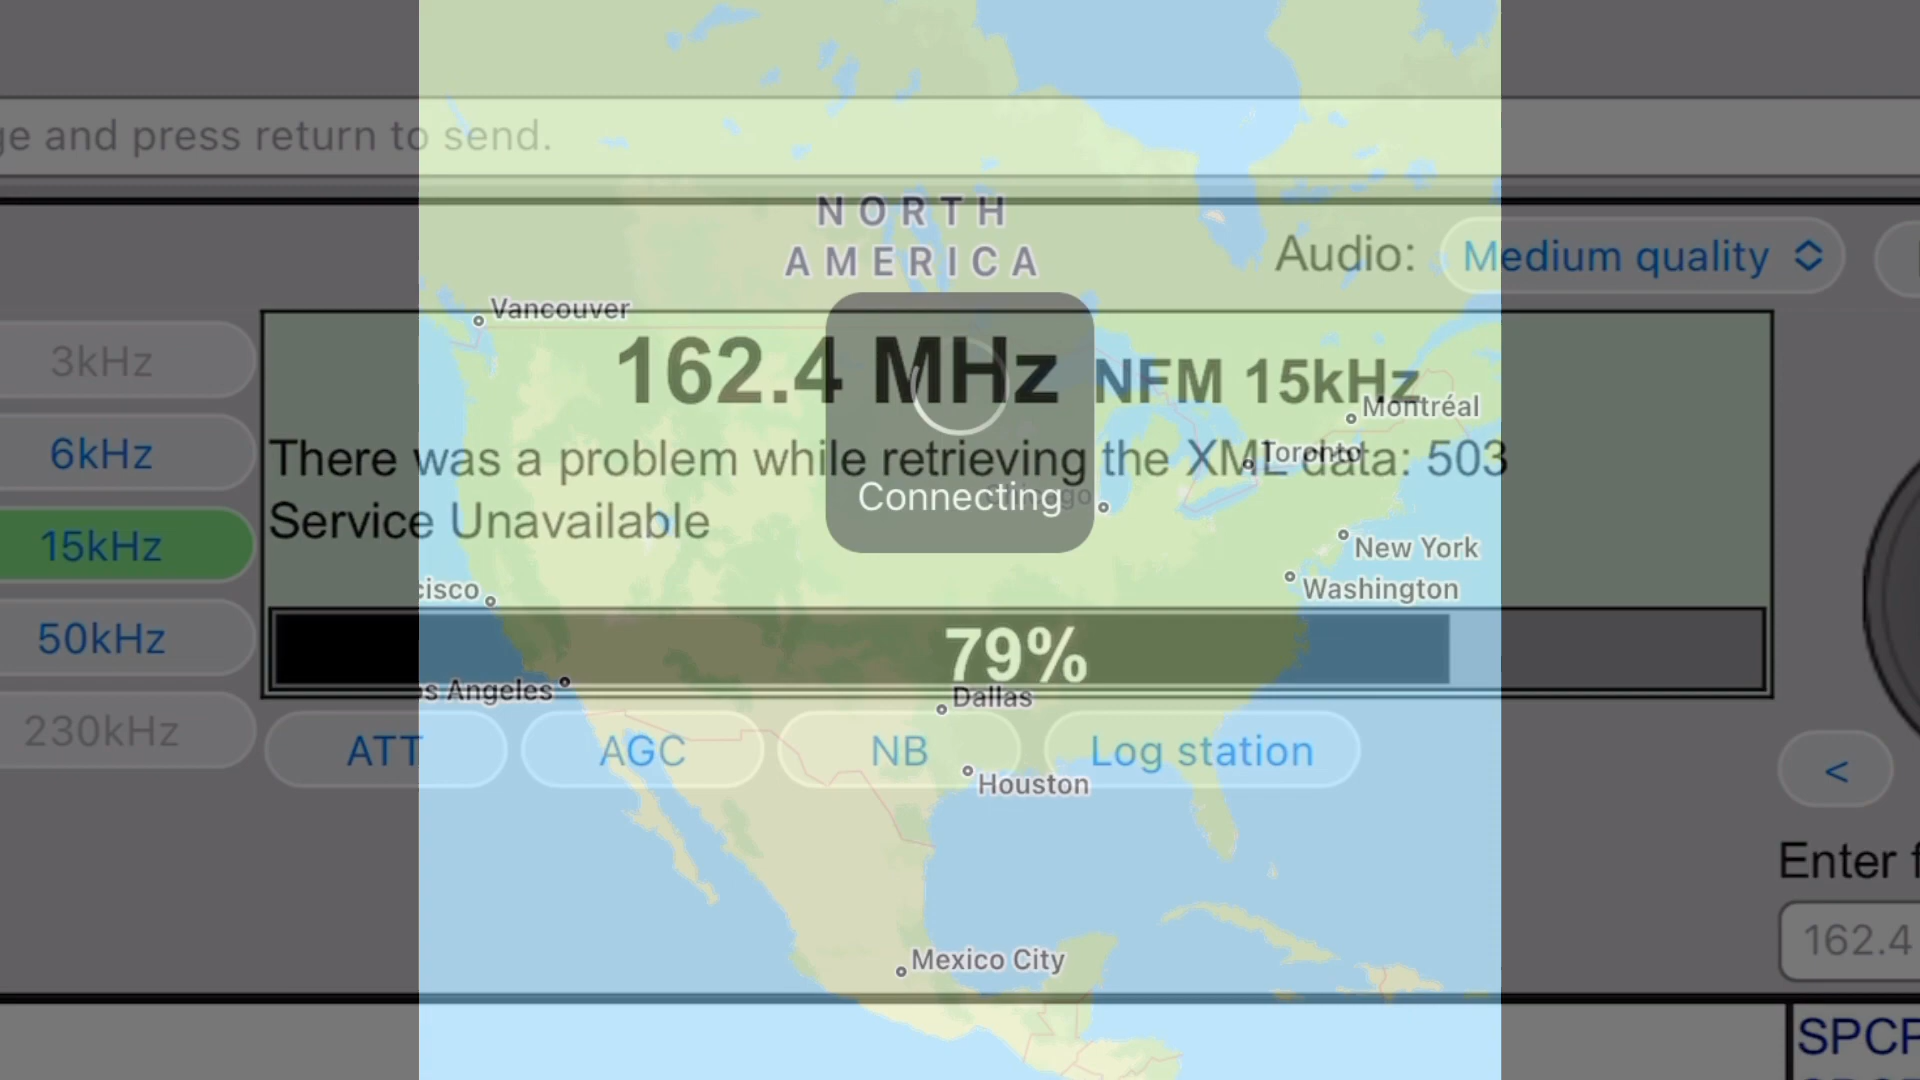 ge and press return to send.
NORTH
AMERICA
Audio: Medium quality
Vancouver
3kHz
162.4 MHz NFM 15kHz
Montréal
6kHz
There was a problem while retrieving the XML data: 503
Toronto
Connecting
Service Unavailable
15kHz
New York
cisco
Washington
50kHz
79%
os Angeles
Dallas
230kHz
ATT
AGC
NB
Log station
<
Houston
Enter f
162.4
Mexico City
SPCF